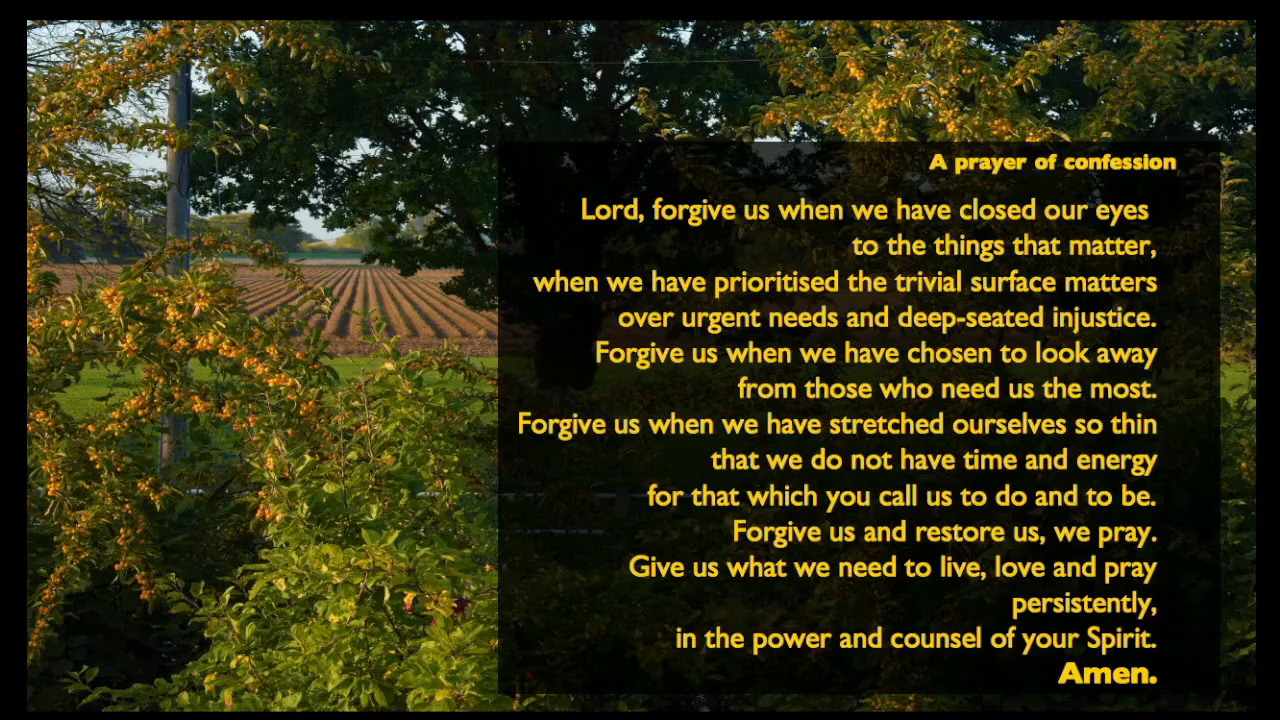 A prayer of confession
Lord, forgive us when we have closed our eyes
to the things that matter,
when we have prioritised the trivial surface matters
over urgent needs and deep-seated injustice.
Forgive us when we have chosen to look away
from those who need us the most.
Forgive us when we have stretched ourselves so thin
that we do not have time and energy
for that which you call us to do and to be.
Forgive us and restore us, we pray.
Give us what we need to live, love and pray
persistently,
in the power and counsel of your Spirit.
Amen.